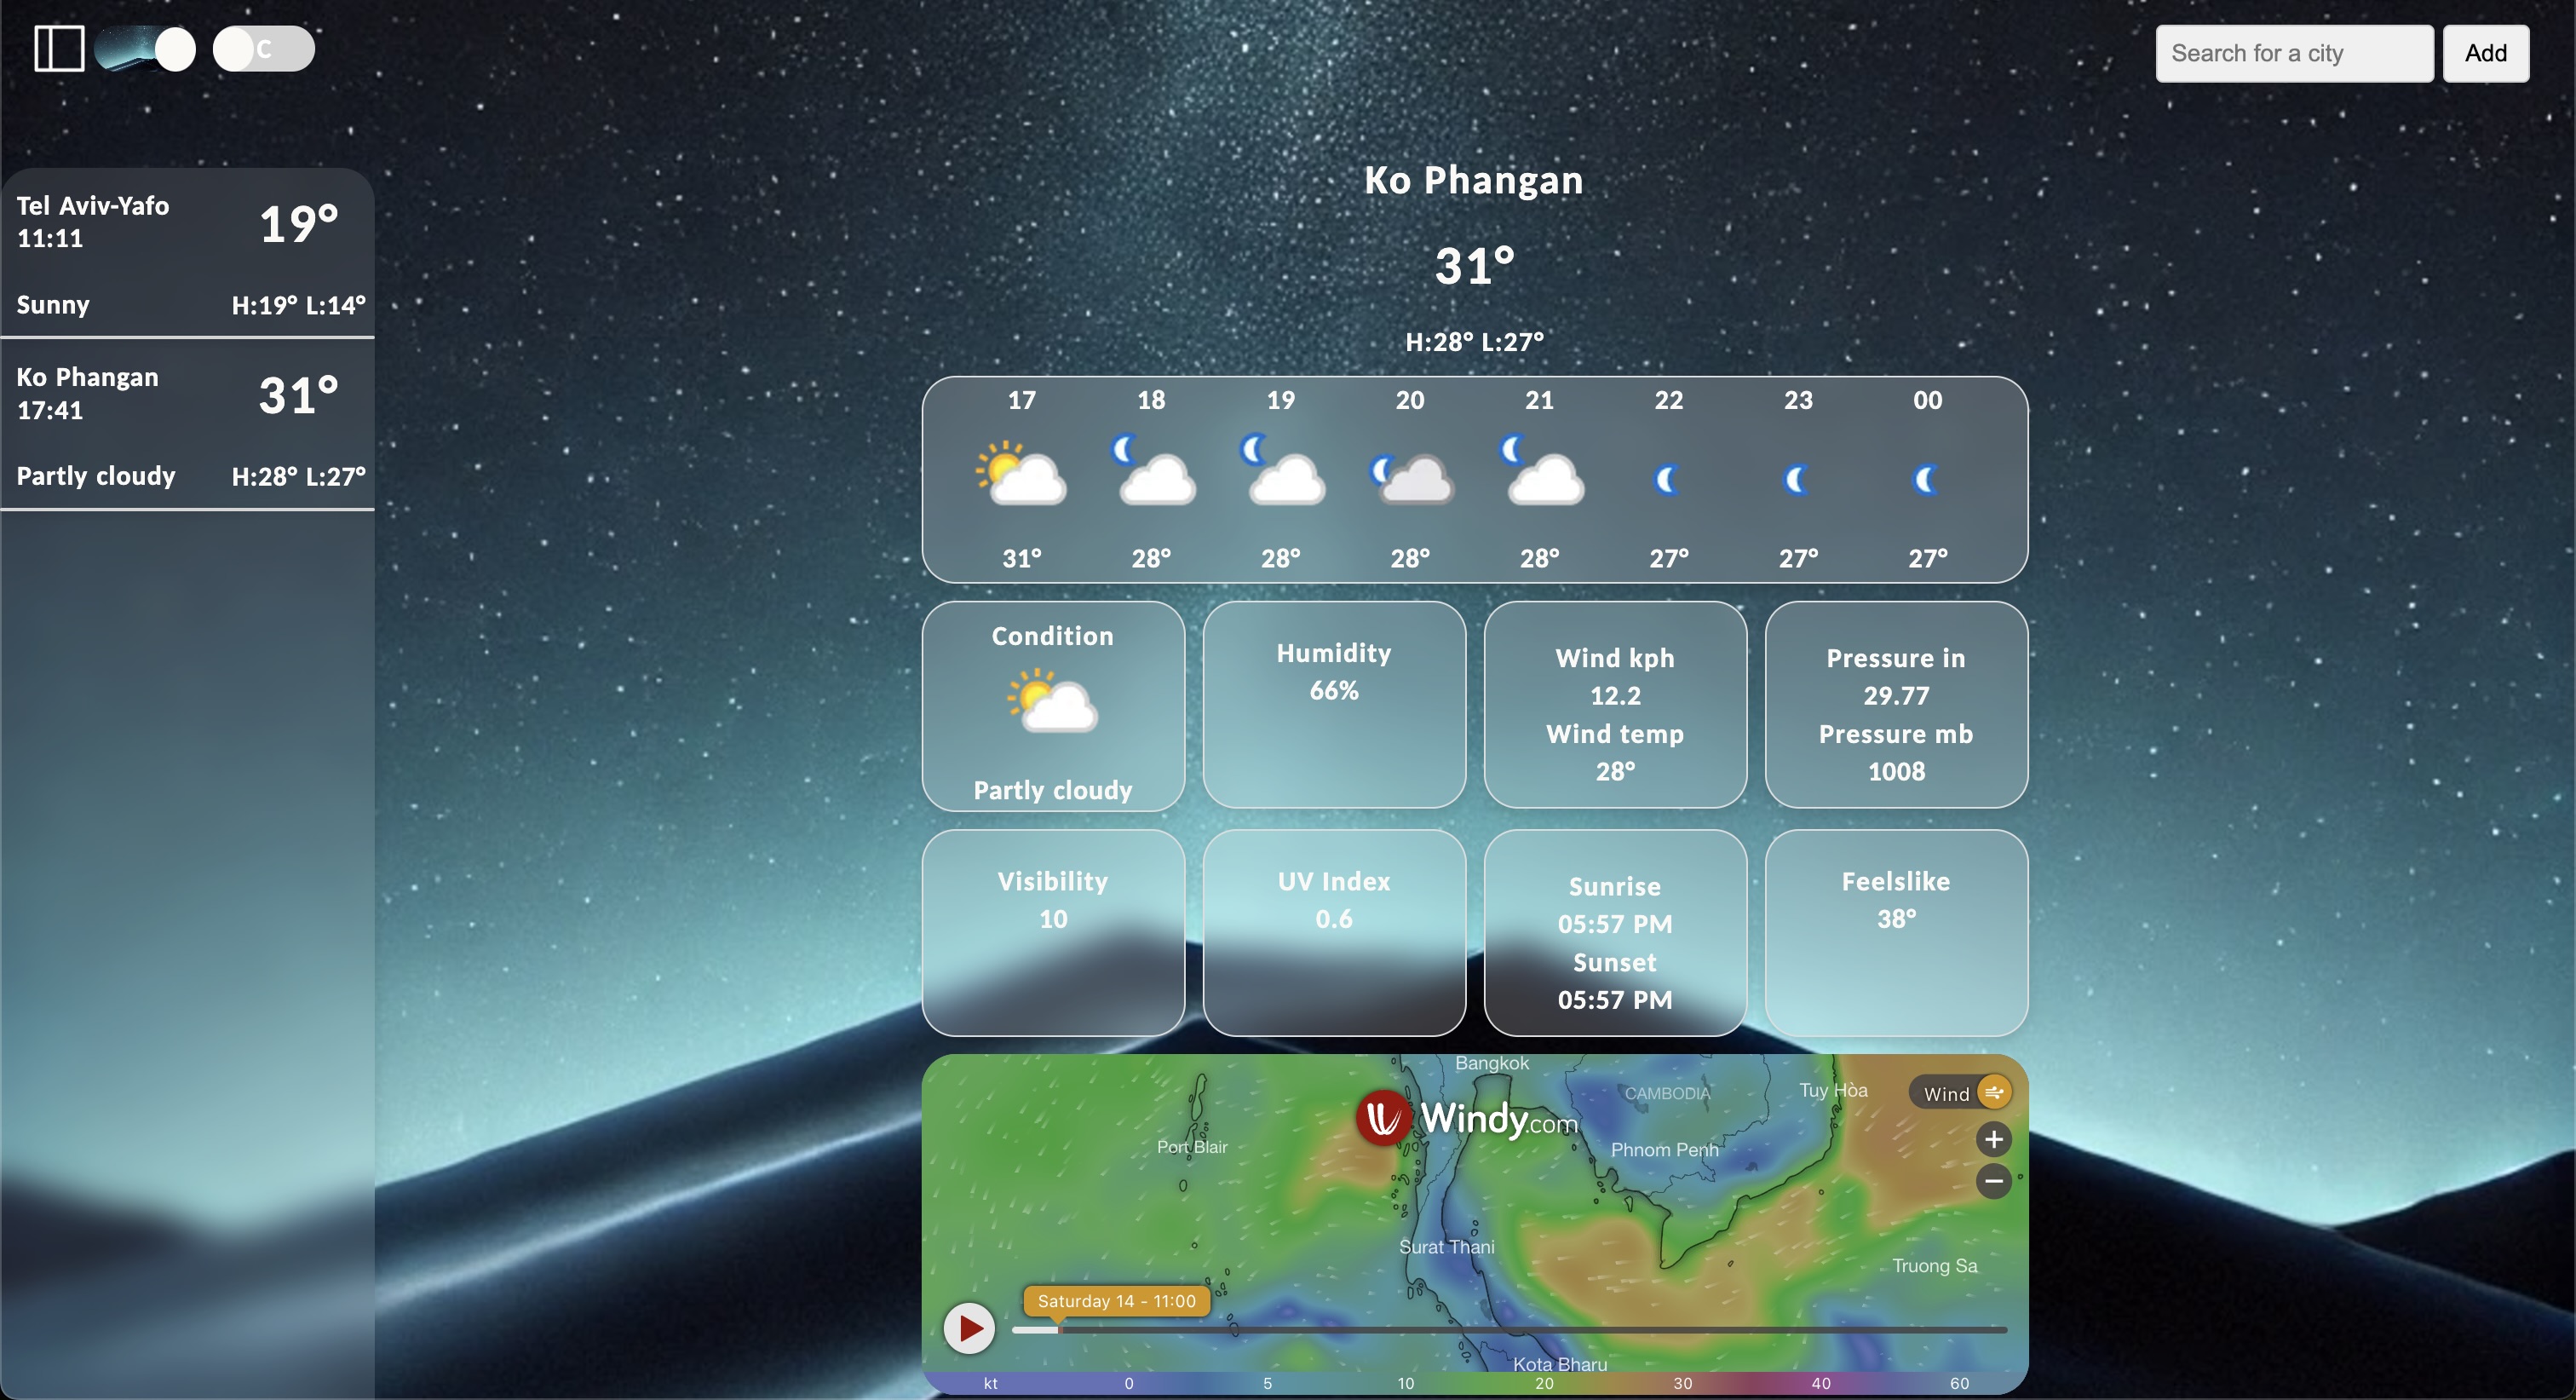 C
Search for a city
Add
Tel Aviv-Yafo
11:11
19°
Sunny
H:19° L:14°
Ko Phangan
17:41
31°
Partly cloudy
H:28° L:27°
Ko Phangan
31°
H:28° L:27°
17 18 19 20 21 22 23 00
31° 28° 28° 28° 28° 27° 27° 27°
Condition
Partly cloudy
Humidity
66%
Wind kph
12.2
Wind temp
28°
Pressure in
29.77
Pressure mb
1008
Visibility
10
UV Index
0.6
Sunrise
05:57 PM
Sunset
05:57 PM
Feelslike
38°
Bangkok
CAMBODIA
Tuy Hòa
Wind
Windy.com
Port Blair
Phnom Penh
+
−
Surat Thani
Truong Sa
Saturday 14 - 11:00
Kota Bharu
kt 0 5 10 20 30 40 60